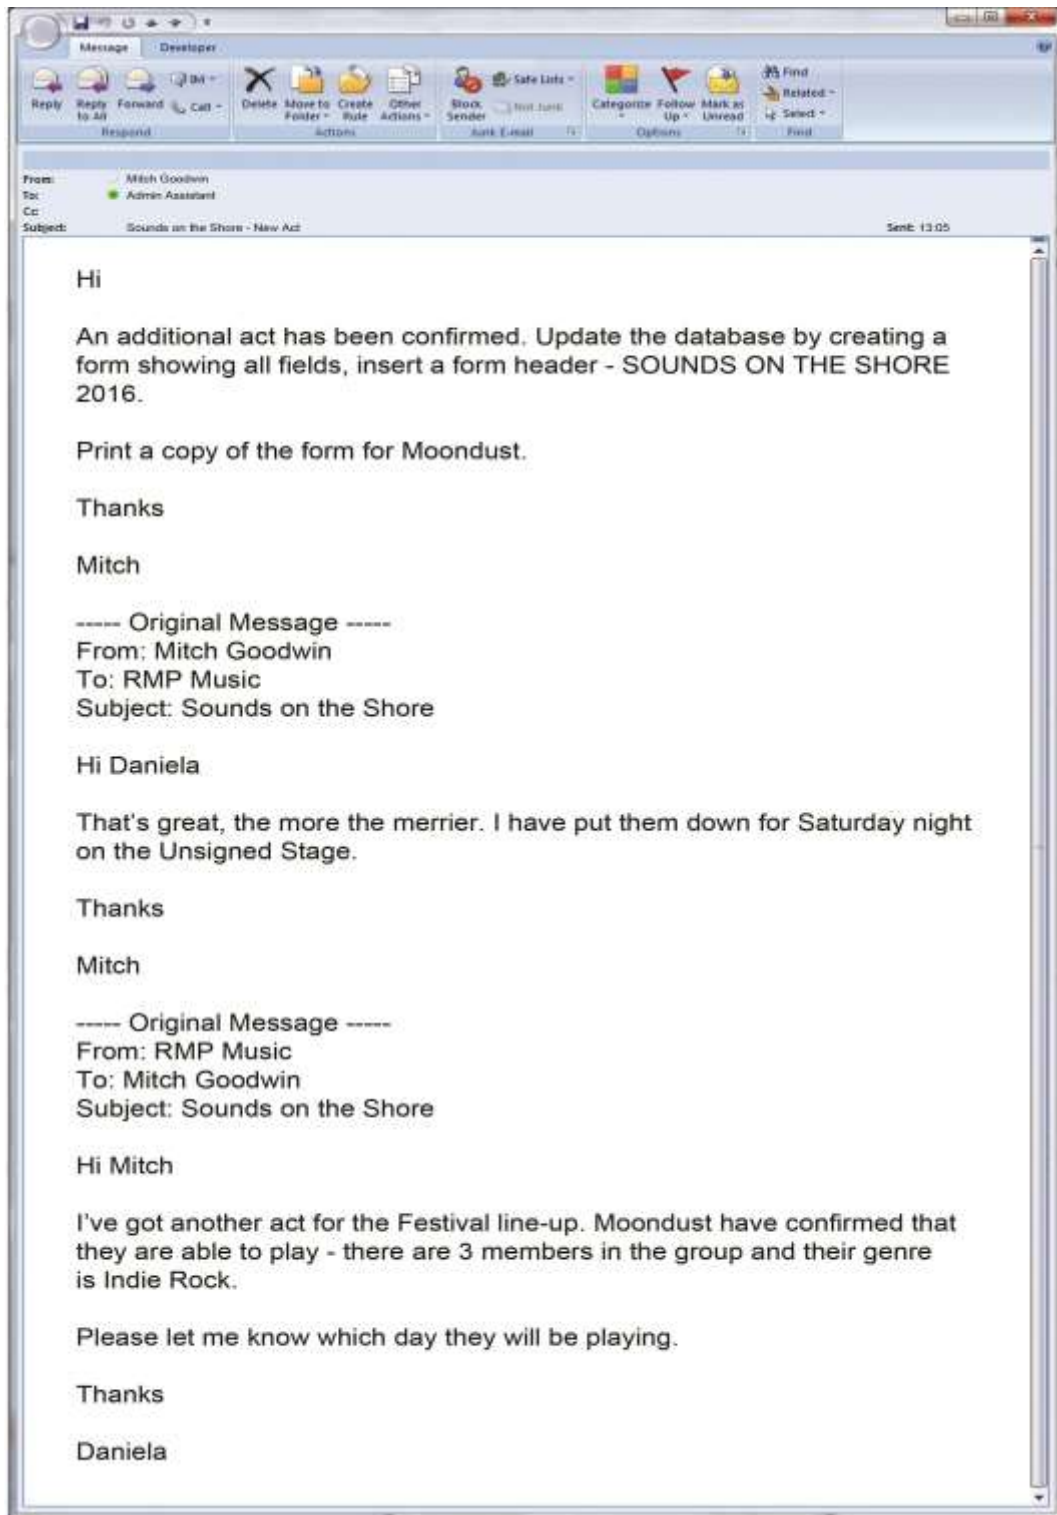 Message Developer
Reply Reply to All Forward IM Call Delete Move to Folder Create Rule Other Actions Block Sender Safe Lists Not Junk Categorize Follow Up Mark as Unread Find Related Select
Respond Actions Junk E-mail Options Find
From: Mitch Goodwin
To: Admin Assistant
Cc:
Subject: Sounds on the Shore - New Act Sent: 13:05
Hi
An additional act has been confirmed. Update the database by creating a
form showing all fields, insert a form header - SOUNDS ON THE SHORE
2016.
Print a copy of the form for Moondust.
Thanks
Mitch
----- Original Message -----
From: Mitch Goodwin
To: RMP Music
Subject: Sounds on the Shore
Hi Daniela
That's great, the more the merrier. I have put them down for Saturday night
on the Unsigned Stage.
Thanks
Mitch
----- Original Message -----
From: RMP Music
To: Mitch Goodwin
Subject: Sounds on the Shore
Hi Mitch
I've got another act for the Festival line-up. Moondust have confirmed that
they are able to play - there are 3 members in the group and their genre
is Indie Rock.
Please let me know which day they will be playing.
Thanks
Daniela